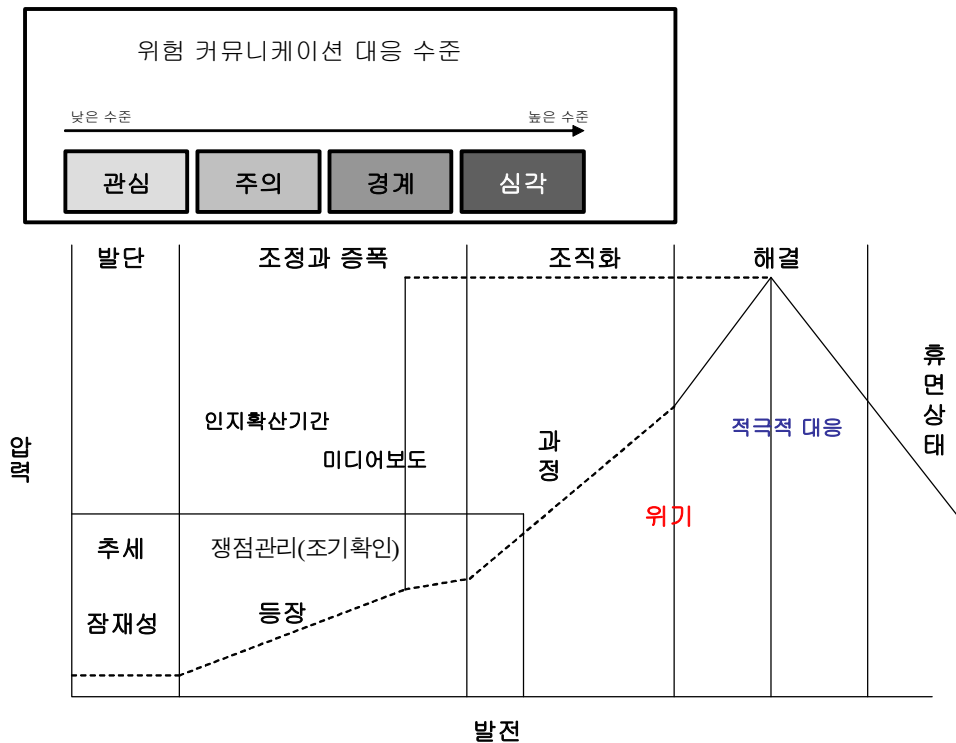 위험 커뮤니케이션 대응 수준
낮은 수준
높은 수준
관심
주의
경계
심각
발단
조정과 증폭
조직화
해결
휴면상태
인지확산기간
미디어보도
과정
적극적 대응
압력
위기
추세
쟁점관리(조기확인)
잠재성
등장
발전